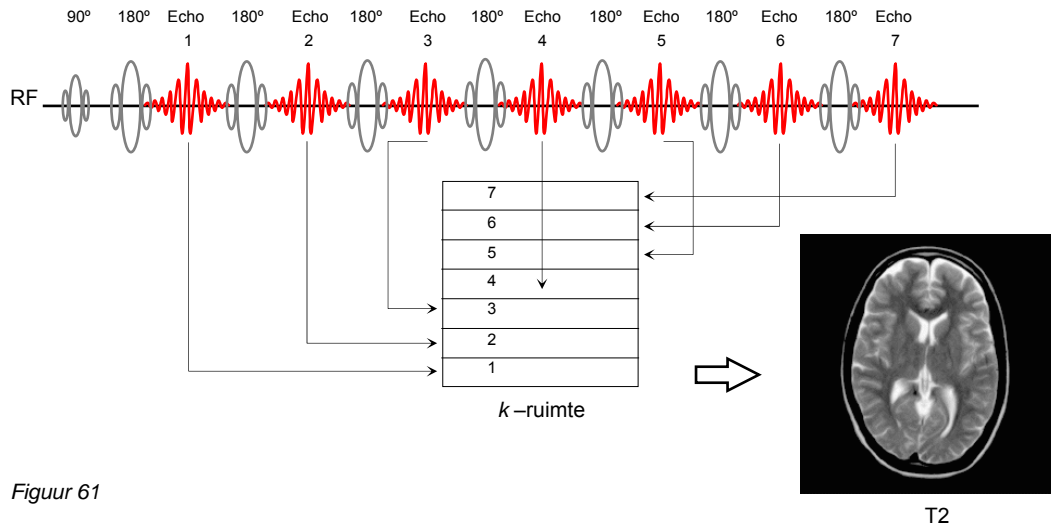 90º 180º Echo 180º Echo 180º Echo 180º Echo 180º Echo 180º Echo 180º Echo
1 2 3 4 5 6 7
RF
7
6
5
4
3
2
1
k –ruimte
Figuur 61
T2